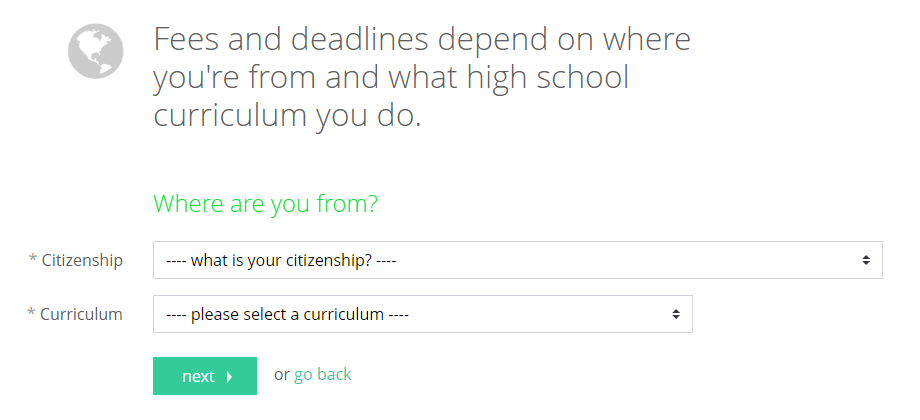 Fees and deadlines depend on where
you're from and what high school
curriculum you do.
Where are you from?
* Citizenship ---- what is your citizenship? ----
* Curriculum ---- please select a curriculum ----
next or go back